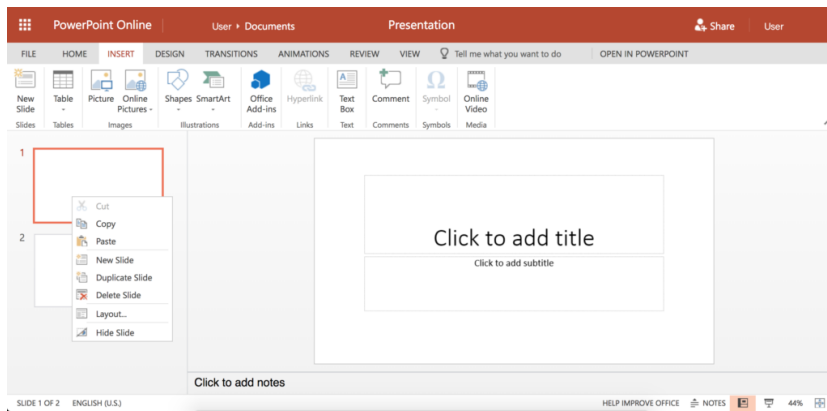 PowerPoint Online
User ▸ Documents
Presentation
Share
User
FILE HOME INSERT DESIGN TRANSITIONS ANIMATIONS REVIEW VIEW Tell me what you want to do OPEN IN POWERPOINT
New Slide
Table
Picture
Online Pictures
Shapes
SmartArt
Office Add-ins
Hyperlink
Text Box
Comment
Symbol
Online Video
Slides Tables Images Illustrations Add-ins Links Text Comments Symbols Media
1
2
Cut
Copy
Paste
New Slide
Duplicate Slide
Delete Slide
Layout...
Hide Slide
Click to add title
Click to add subtitle
Click to add notes
SLIDE 1 OF 2 ENGLISH (U.S.) HELP IMPROVE OFFICE NOTES 44%